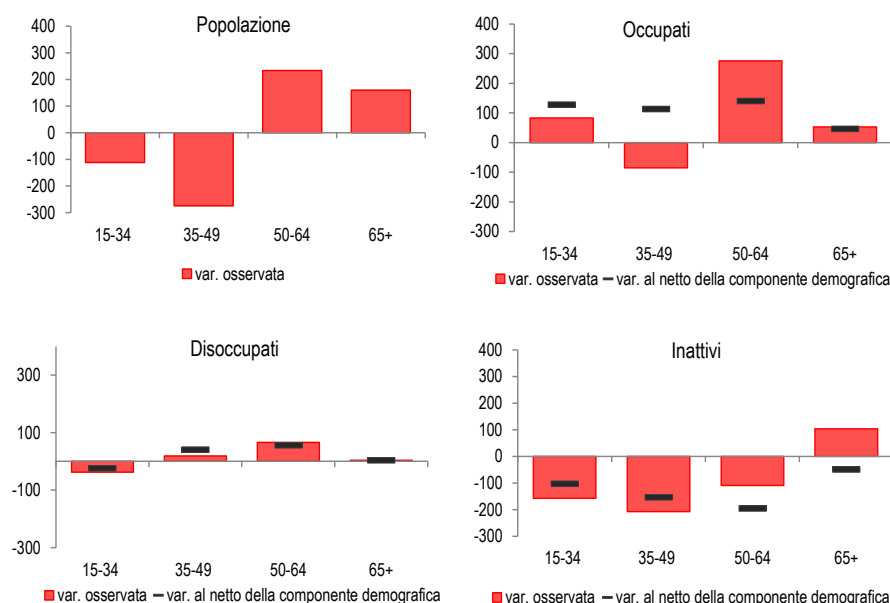 Popolazione
400
300
200
100
0
-100
-200
-300
15-34 35-49 50-64 65+
var. osservata
Occupati
400
300
200
100
0
-100
-200
-300
15-34 35-49 50-64 65+
var. osservata var. al netto della componente demografica
Disoccupati
300
100
-100
-300
15-34 35-49 50-64 65+
var. osservata var. al netto della componente demografica
Inattivi
400
300
200
100
0
-100
-200
-300
15-34 35-49 50-64 65+
var. osservata var. al netto della componente demografica